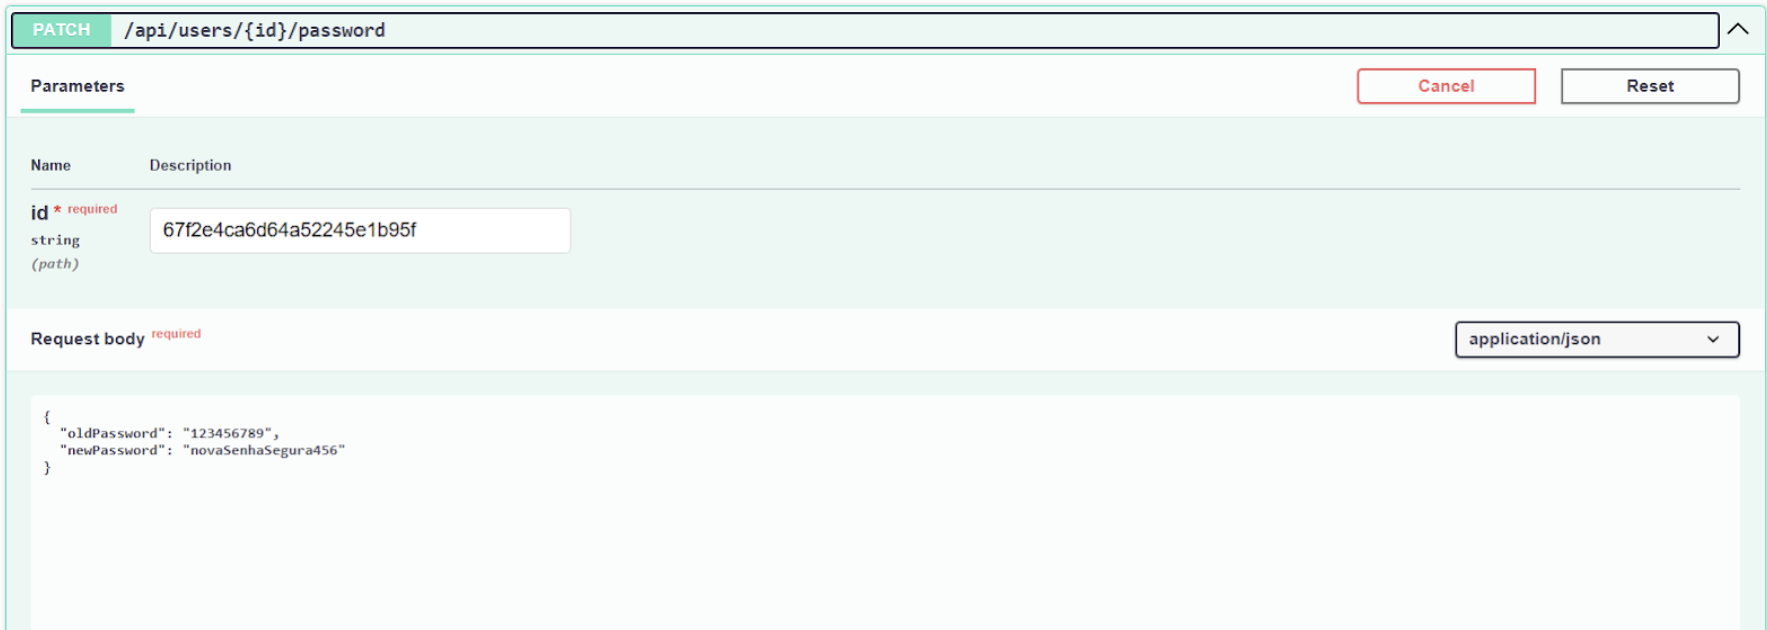 PATCH /api/users/{id}/password
Parameters
Cancel
Reset
Name Description
id * required
string
(path)
67f2e4ca6d64a52245e1b95f
Request body required
application/json
{
"oldPassword": "123456789",
"newPassword": "novaSenhaSegura456"
}